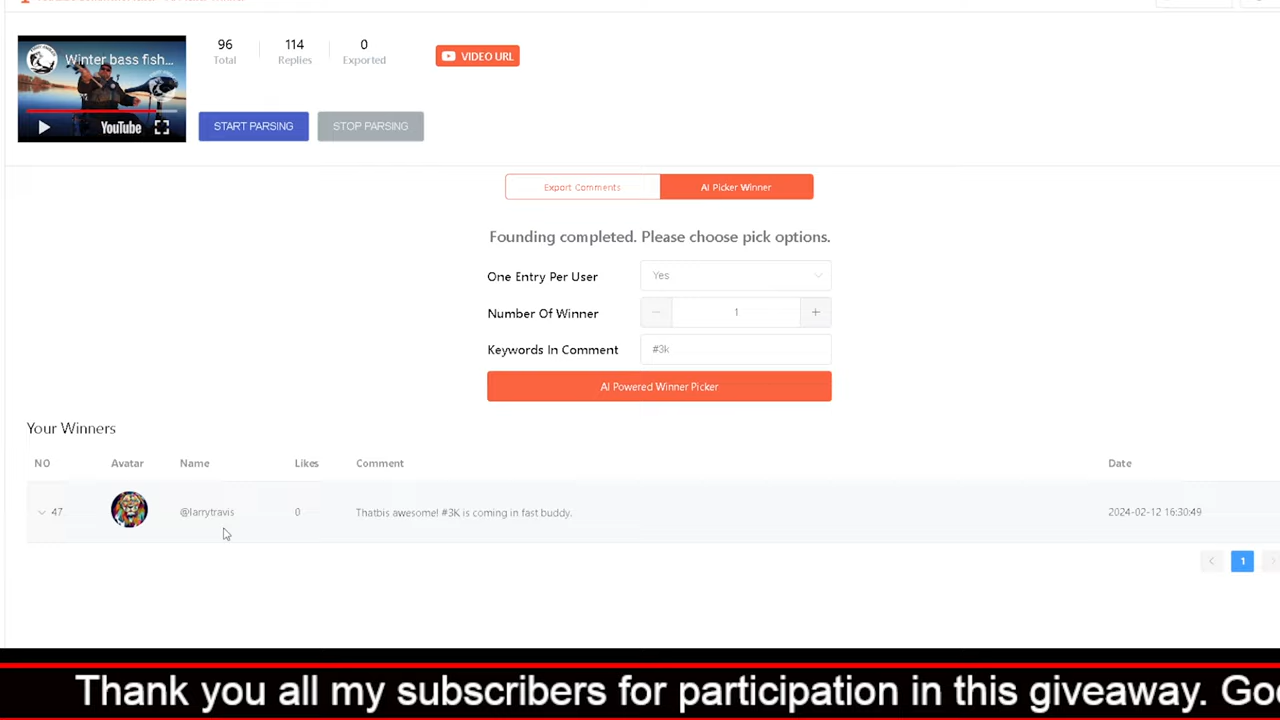 96 114 0
Total Replies Exported
VIDEO URL
Winter bass fish...
YouTube
START PARSING STOP PARSING
Export Comments AI Picker Winner
Founding completed. Please choose pick options.
One Entry Per User Yes
Number Of Winner − 1 +
Keywords In Comment #3k
AI Powered Winner Picker
Your Winners
NO Avatar Name Likes Comment Date
47 @larrytravis 0 Thatbis awesome! #3K is coming in fast buddy. 2024-02-12 16:30:49
< 1 >
Thank you all my subscribers for participation in this giveaway. Goo